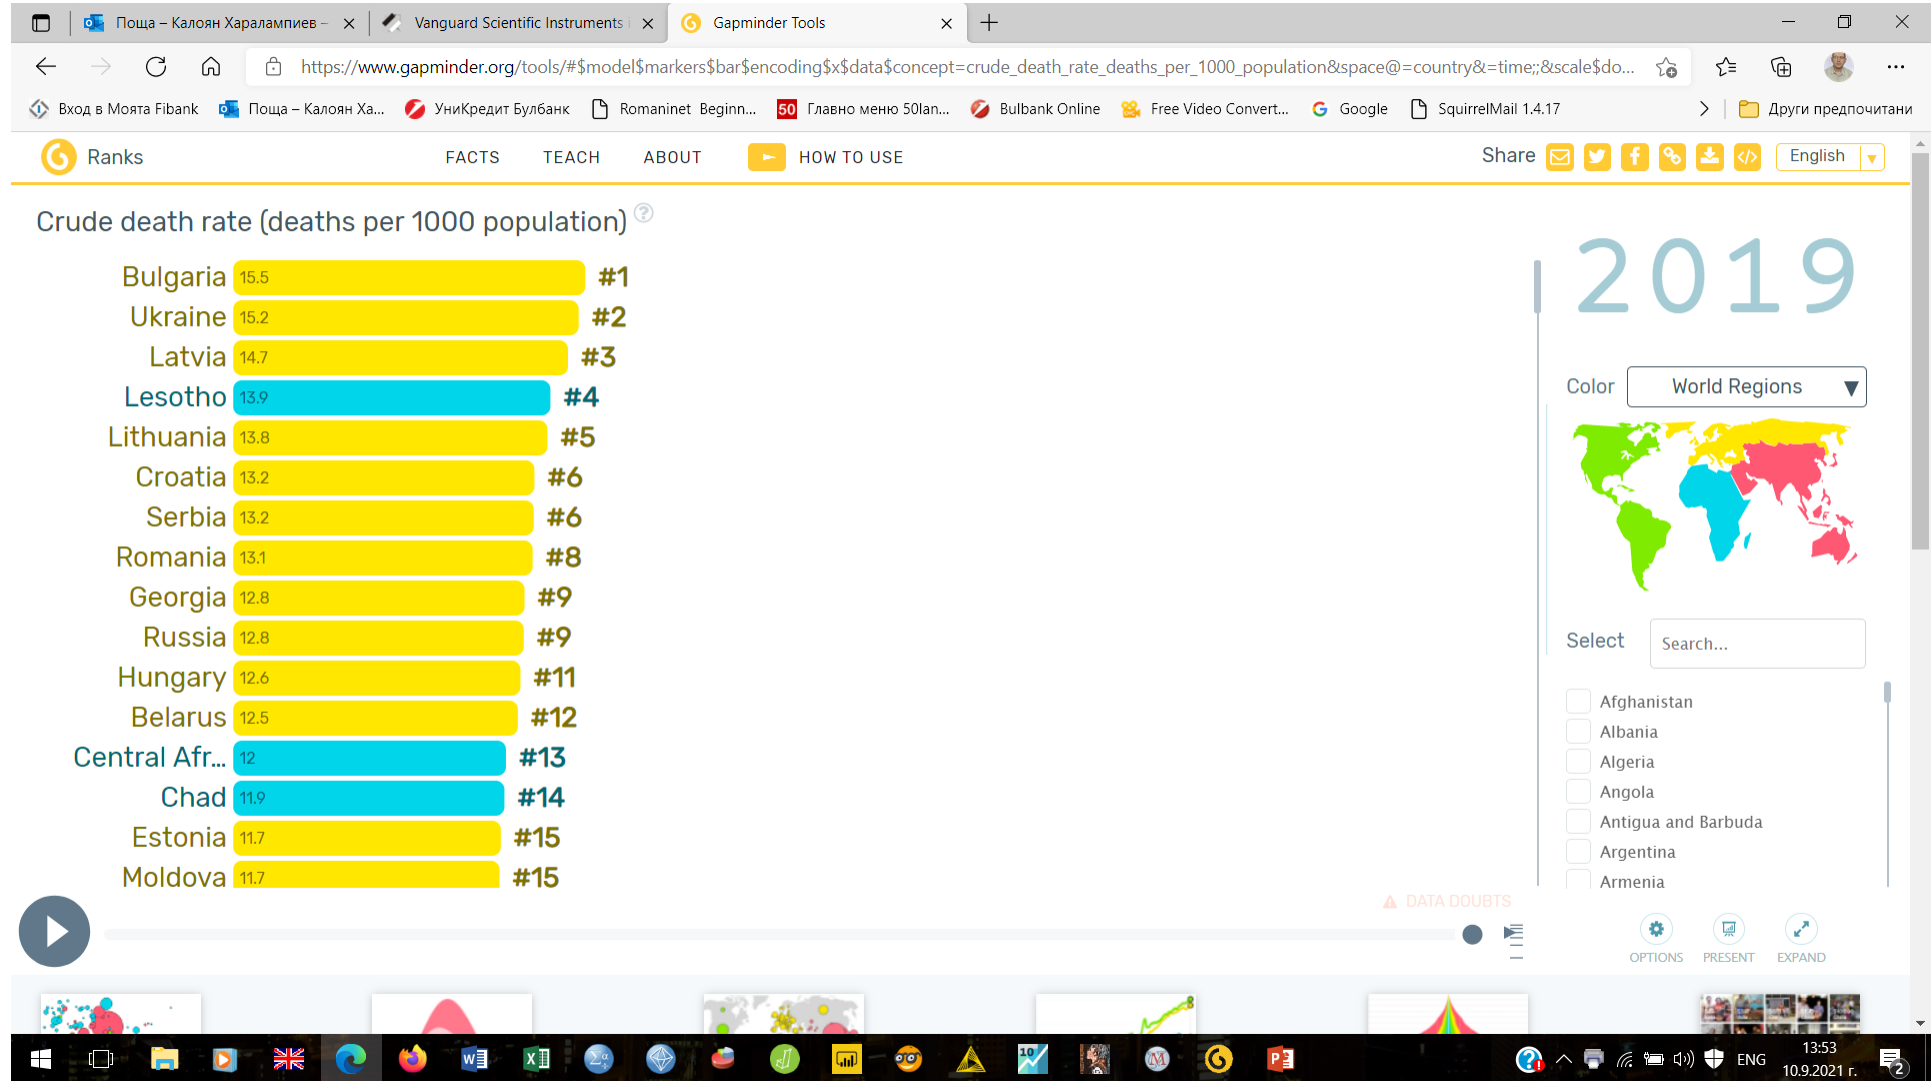 Поща – Калоян Харалампиев –
Vanguard Scientific Instruments i
Gapminder Tools
https://www.gapminder.org/tools/#$model$markers$bar$encoding$x$data$concept=crude_death_rate_deaths_per_1000_population&space@=country&=time;;&scale$do...
Вход в Моята Fibank
Поща – Калоян Ха...
УниКредит Булбанк
Romaninet Beginn...
50 Главно меню 50lan...
Bulbank Online
Free Video Convert...
Google
SquirrelMail 1.4.17
Други предпочитани
Ranks
FACTS
TEACH
ABOUT
HOW TO USE
Share
English
Crude death rate (deaths per 1000 population) ?
2019
Bulgaria 15.5 #1
Ukraine 15.2 #2
Latvia 14.7 #3
Lesotho 13.9 #4
Lithuania 13.8 #5
Croatia 13.2 #6
Serbia 13.2 #6
Romania 13.1 #8
Georgia 12.8 #9
Russia 12.8 #9
Hungary 12.6 #11
Belarus 12.5 #12
Central Afr... 12 #13
Chad 11.9 #14
Estonia 11.7 #15
Moldova 11.7 #15
Color World Regions
Select Search...
Afghanistan
Albania
Algeria
Angola
Antigua and Barbuda
Argentina
Armenia
DATA DOUBTS
OPTIONS
PRESENT
EXPAND
ENG
13:53
10.9.2021 г.
2